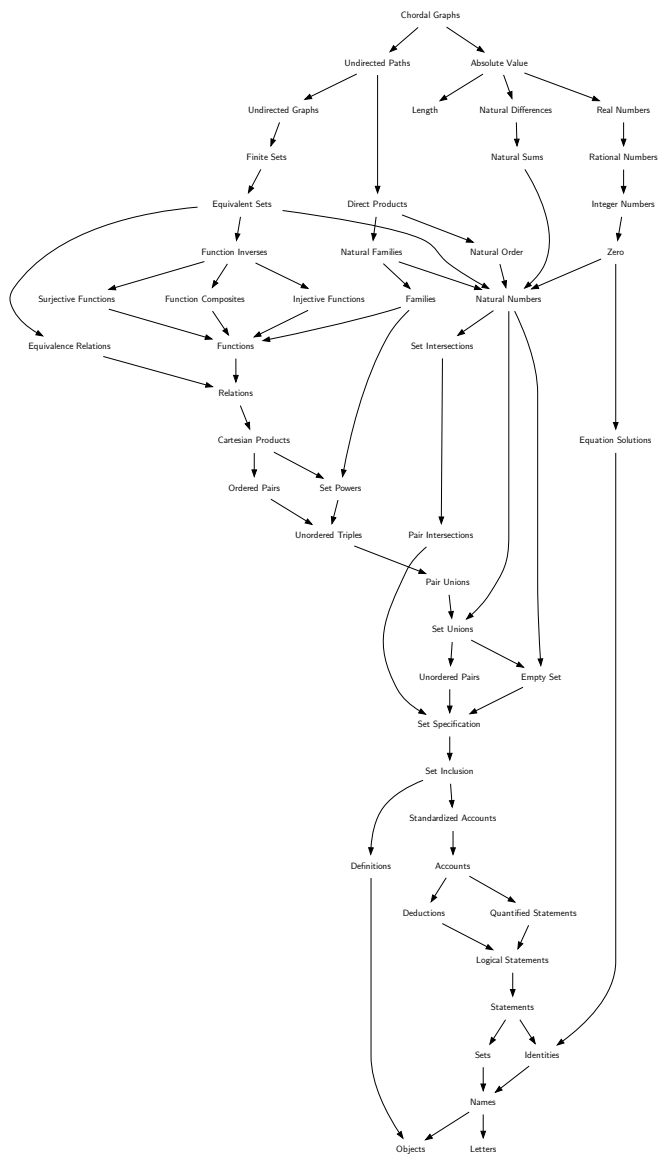 Chordal Graphs
Undirected Paths
Absolute Value
Undirected Graphs
Length
Natural Differences
Real Numbers
Finite Sets
Natural Sums
Rational Numbers
Equivalent Sets
Direct Products
Integer Numbers
Function Inverses
Natural Families
Natural Order
Zero
Surjective Functions
Function Composites
Injective Functions
Families
Natural Numbers
Equivalence Relations
Functions
Set Intersections
Relations
Cartesian Products
Equation Solutions
Ordered Pairs
Set Powers
Unordered Triples
Pair Intersections
Pair Unions
Set Unions
Unordered Pairs
Empty Set
Set Specification
Set Inclusion
Standardized Accounts
Definitions
Accounts
Deductions
Quantified Statements
Logical Statements
Statements
Sets
Identities
Names
Objects
Letters